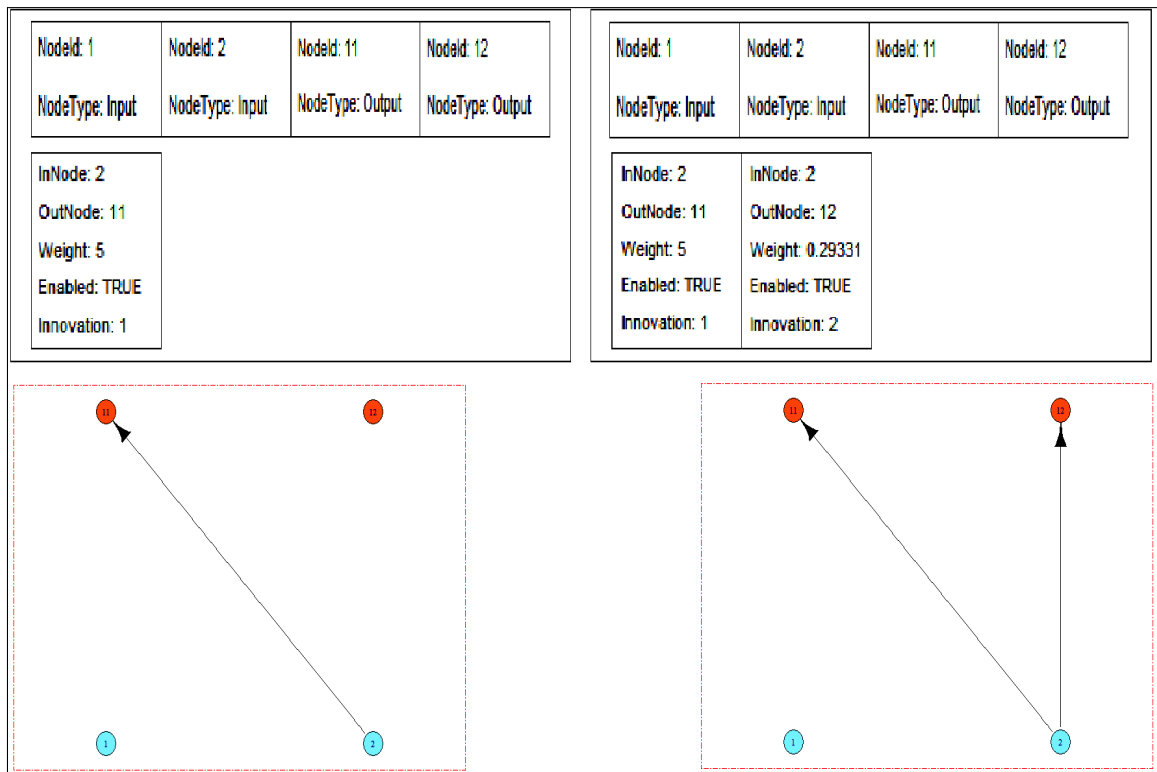 NodeId: 1 NodeId: 2 NodeId: 11 NodeId: 12
NodeType: Input NodeType: Input NodeType: Output NodeType: Output
InNode: 2
OutNode: 11
Weight: 5
Enabled: TRUE
Innovation: 1
NodeId: 1 NodeId: 2 NodeId: 11 NodeId: 12
NodeType: Input NodeType: Input NodeType: Output NodeType: Output
InNode: 2 InNode: 2
OutNode: 11 OutNode: 12
Weight: 5 Weight: 0.29331
Enabled: TRUE Enabled: TRUE
Innovation: 1 Innovation: 2
11 12
1 2
11 12
1 2